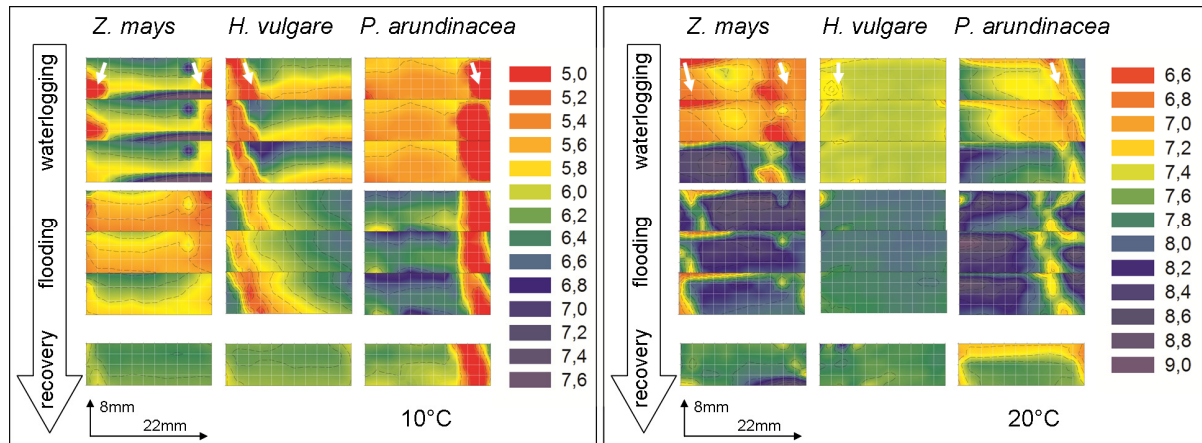 Z. mays H. vulgare P. arundinacea
waterlogging
flooding
recovery
5,0
5,2
5,4
5,6
5,8
6,0
6,2
6,4
6,6
6,8
7,0
7,2
7,4
7,6
8mm
22mm
10°C
Z. mays H. vulgare P. arundinacea
waterlogging
flooding
recovery
6,6
6,8
7,0
7,2
7,4
7,6
7,8
8,0
8,2
8,4
8,6
8,8
9,0
8mm
22mm
20°C